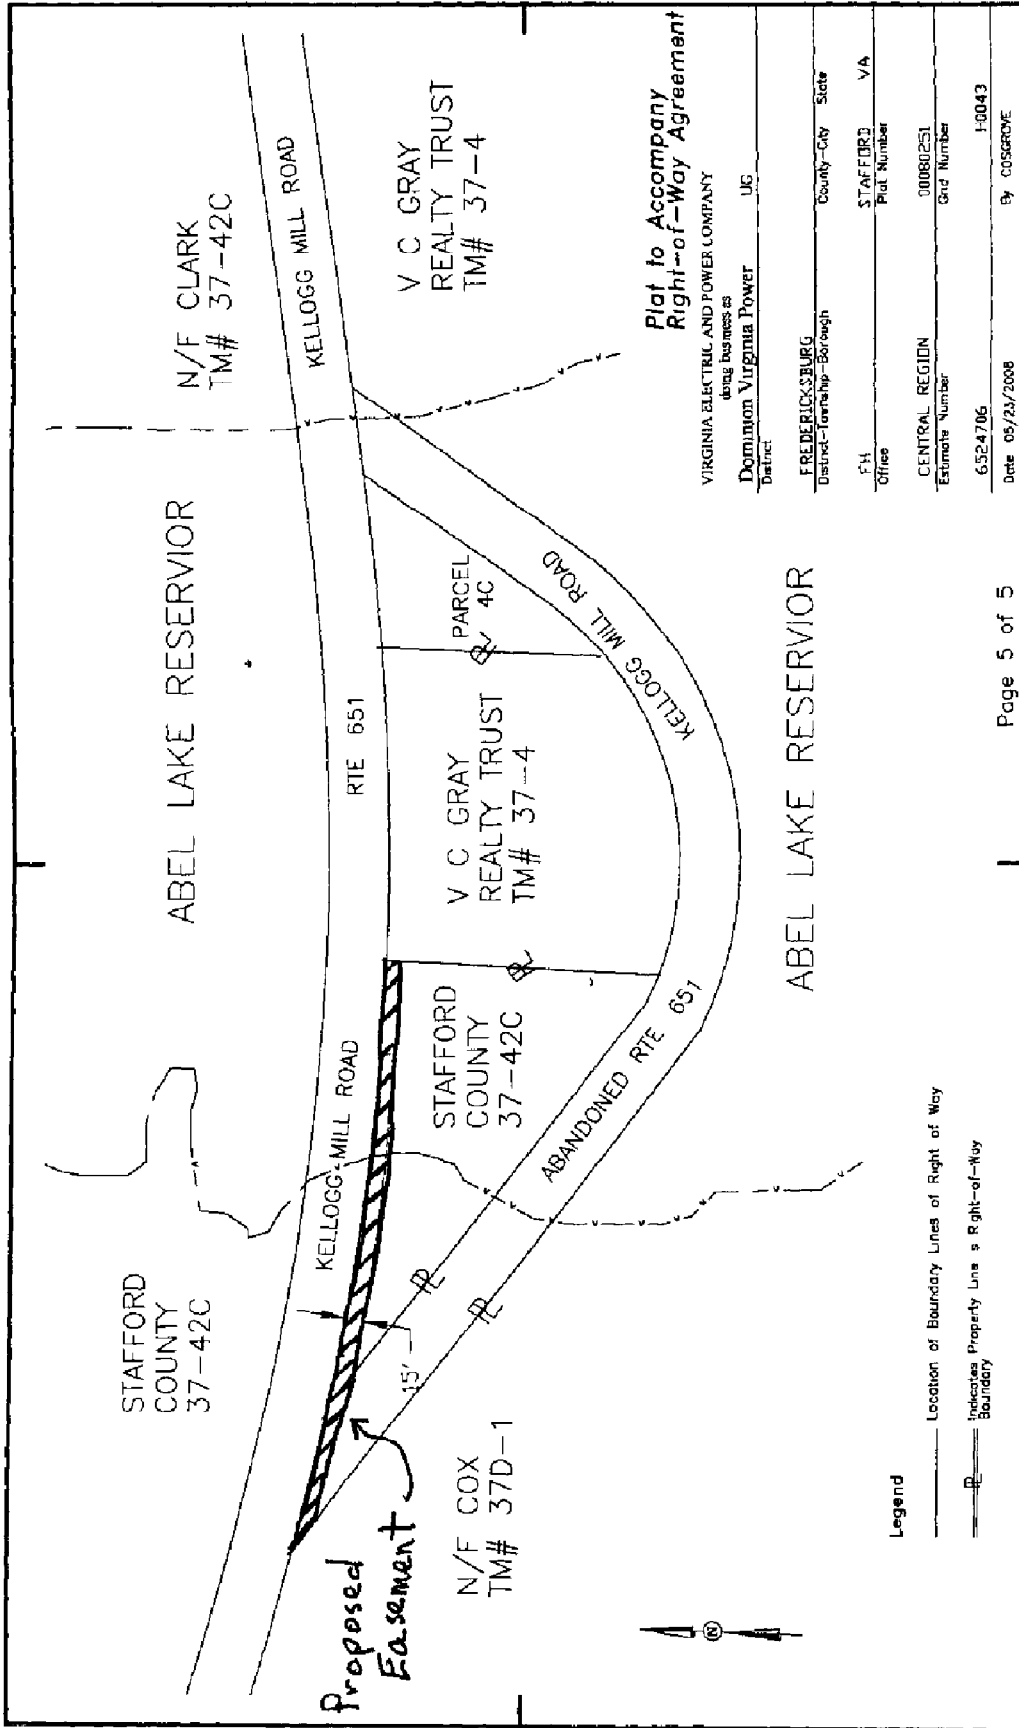 N/F CLARK
TM# 37-42C
ABEL LAKE RESERVIOR
STAFFORD
COUNTY
37-42C
KELLOGG MILL ROAD
RTE 651
KELLOGG MILL ROAD
V C GRAY
REALTY TRUST
TM# 37-4
PARCEL
4C
V C GRAY
REALTY TRUST
TM# 37-4
STAFFORD
COUNTY
37-42C
15'
Proposed
Easement
N/F COX
TM# 37D-1
ABANDONED RTE 651
KELLOGG MILL ROAD
ABEL LAKE RESERVIOR
PL
PL
PL
PL
N
Legend
Location of Boundary Lines of Right of Way
PL
Indicates Property Line s Right-of-Way
Boundary
Page 5 of 5
Plat to Accompany
Right-of-Way Agreement
VIRGINIA ELECTRIC AND POWER COMPANY
doing business as
Dominion Virginia Power
UG
District
FREDERICKSBURG
District-Township-Borough
County-City
State
STAFFORD
VA
Office
Plat Number
CENTRAL REGION
00080251
Estimate Number
Grid Number
6524706
Date 05/23/2008
By COSGROVE